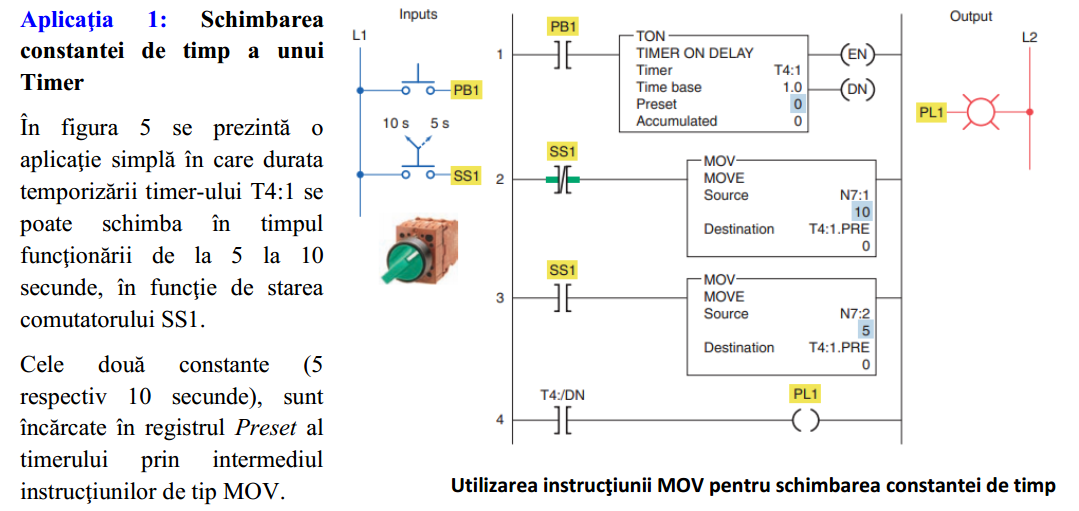 Aplicaţia 1: Schimbarea
constantei de timp a unui
Timer
În figura 5 se prezintă o
aplicație simplă în care durata
temporizării timer-ului T4:1 se
poate schimba în timpul
funcţionării de la 5 la 10
secunde, în funcţie de starea
comutatorului SS1.
Cele două constante (5
respectiv 10 secunde), sunt
încărcate în registrul Preset al
timerului prin intermediul
instrucţiunilor de tip MOV.
Inputs
L1
PB1
10 s 5 s
SS1
Output
L2
PL1
1
PB1
TON
TIMER ON DELAY
Timer T4:1
Time base 1.0
Preset 0
Accumulated 0
EN
DN
2
SS1
MOV
MOVE
Source N7:1
10
Destination T4:1.PRE
0
3
SS1
MOV
MOVE
Source N7:2
5
Destination T4:1.PRE
0
4
T4:/DN
PL1
Utilizarea instrucţiunii MOV pentru schimbarea constantei de timp